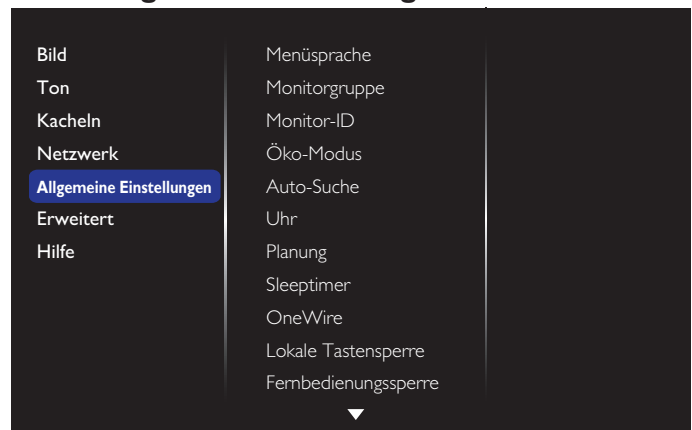 Bild
Ton
Kacheln
Netzwerk
Allgemeine Einstellungen
Erweitert
Hilfe
Menüsprache
Monitorgruppe
Monitor-ID
Öko-Modus
Auto-Suche
Uhr
Planung
Sleeptimer
OneWire
Lokale Tastensperre
Fernbedienungssperre